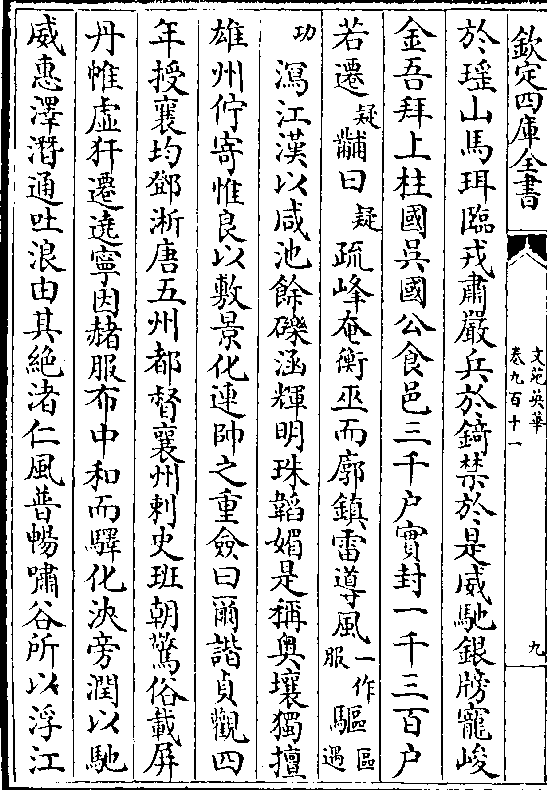 欽定四庫全書
文苑英華
卷九百十一
九
於瑶山馬珥臨戎肅嚴兵於錡禁於是威馳銀牓寵峻
金吾拜上柱國吳國公食邑三千户實封一千三百户
若遷疑黼曰疑疏峰奄衡巫而廓鎮雷導風一作服驅區遇
功瀉江漢以咸池餘礫涵輝明珠韜媚是稱奥壤獨擅
雄州佇寄惟良以敷景化連帥之重僉曰爾諧貞觀四
年授襄均鄧淅唐五州都督襄州刺史班朝驚俗載屏
丹帷虚犴遷遶寧因赭服布中和而驛化泱旁潤以馳
威惠澤潛通吐浪由其絶渚仁風普暢嘯谷所以浮江